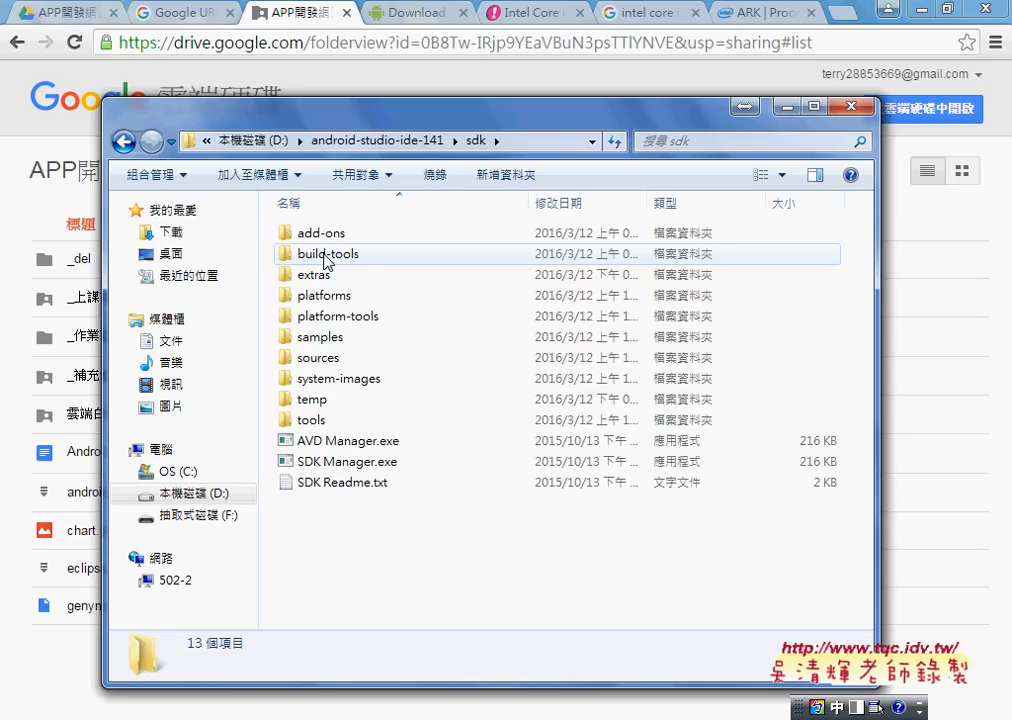 APP開發網
Google UR
APP開發網
Download
Intel Core i
intel core i
ARK | Proc
https://drive.google.com/folderview?id=0B8Tw-IRjp9YEaVBuN3psTTlYNVE&usp=sharing#list
terry28853669@gmail.com
Google 雲端硬碟
雲端硬碟中開啟
APP開
標題
_del
_上課
_作業
_補充
雲端白
Andro
androi
chart.
eclips
genym
« 本機磁碟 (D:) android-studio-ide-141 sdk
搜尋 sdk
組合管理 加入至媒體櫃 共用對象 燒錄 新增資料夾
我的最愛
下載
桌面
最近的位置
媒體櫃
文件
音樂
視訊
圖片
電腦
OS (C:)
本機磁碟 (D:)
抽取式磁碟 (F:)
網路
502-2
名稱 修改日期 類型 大小
add-ons 2016/3/12 上午 0... 檔案資料夾
build-tools 2016/3/12 上午 0... 檔案資料夾
extras 2016/3/12 下午 0... 檔案資料夾
platforms 2016/3/12 上午 1... 檔案資料夾
platform-tools 2016/3/12 上午 1... 檔案資料夾
samples 2016/3/12 上午 1... 檔案資料夾
sources 2016/3/12 上午 1... 檔案資料夾
system-images 2016/3/12 上午 1... 檔案資料夾
temp 2016/3/12 下午 0... 檔案資料夾
tools 2016/3/12 上午 1... 檔案資料夾
AVD Manager.exe 2015/10/13 下午 ... 應用程式 216 KB
SDK Manager.exe 2015/10/13 下午 ... 應用程式 216 KB
SDK Readme.txt 2015/10/13 下午 ... 文字文件 2 KB
13 個項目
http://www.tqc.idv.tw/
吳清輝老師錄製
中